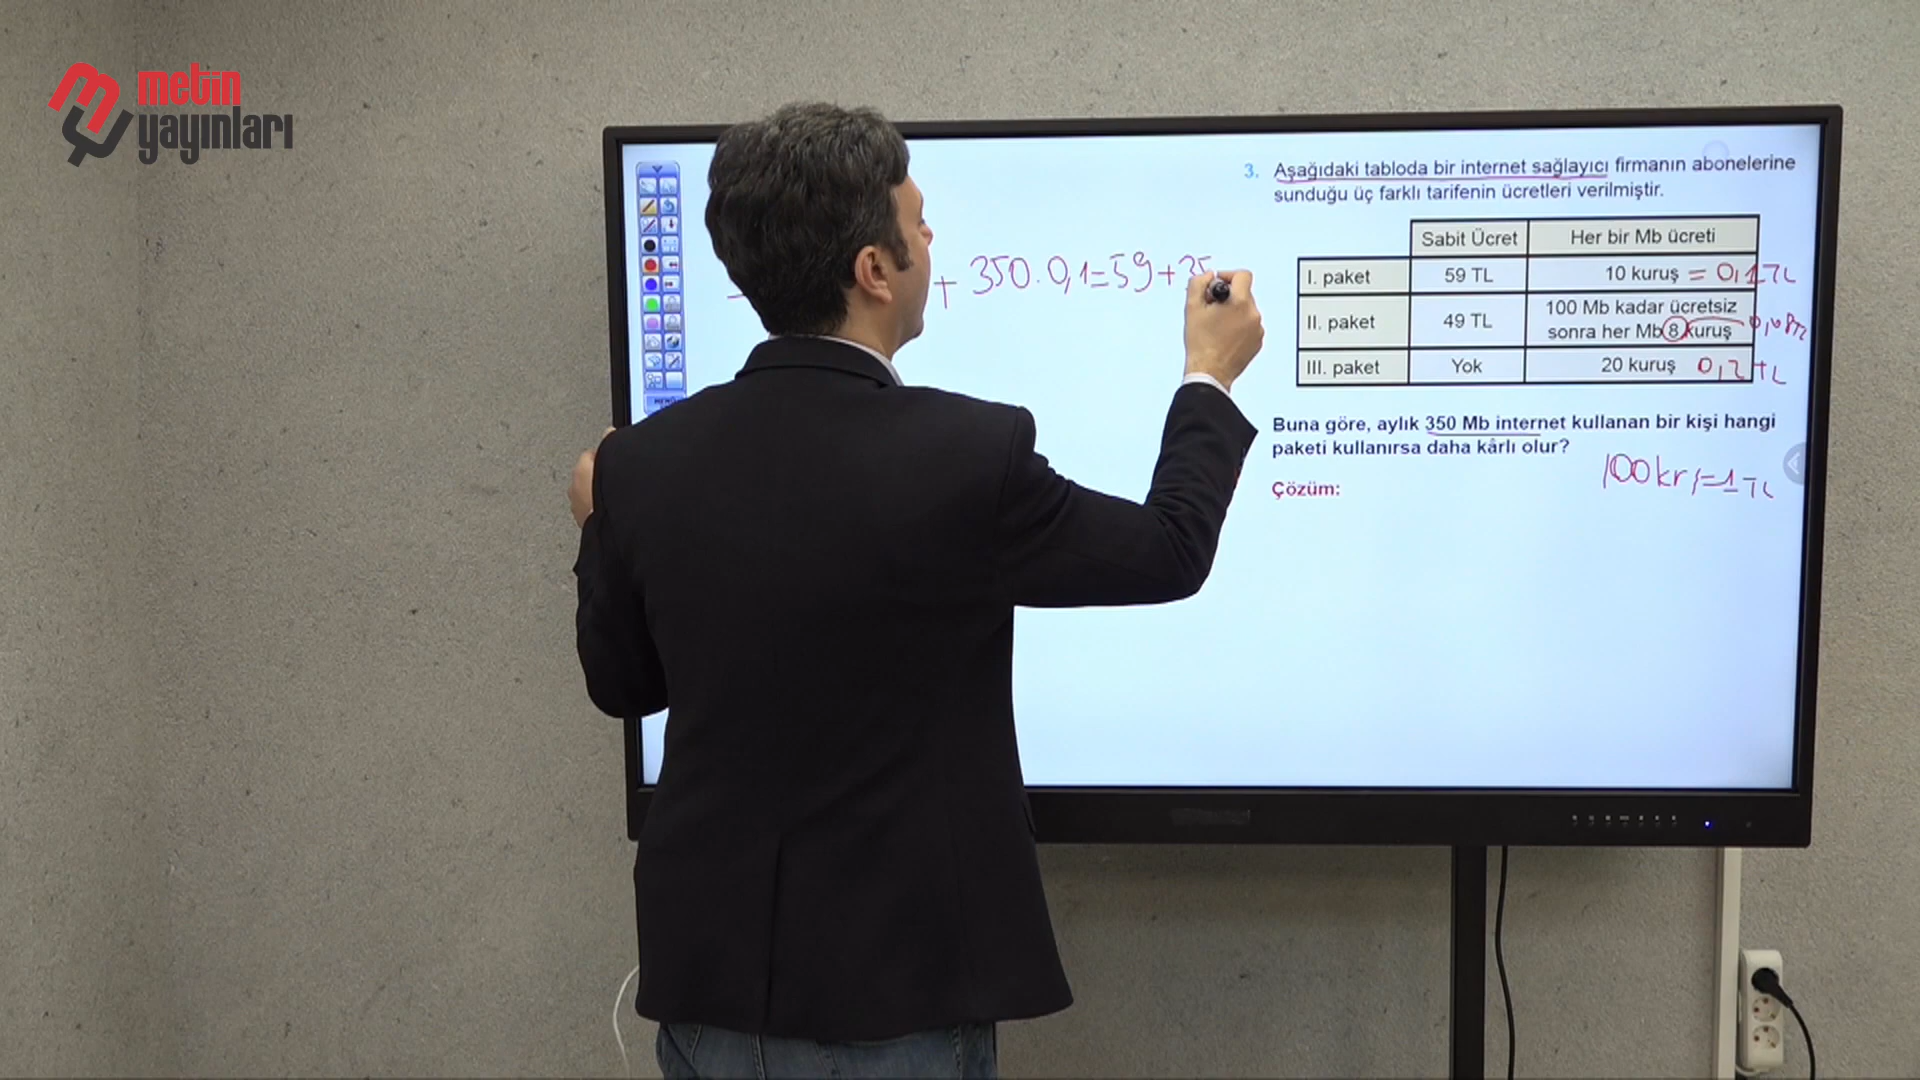 metin
yayınları
3. Aşağıdaki tabloda bir internet sağlayıcı firmanın abonelerine
sunduğu üç farklı tarifenin ücretleri verilmiştir.
Sabit Ücret Her bir Mb ücreti
I. paket 59 TL 10 kuruş = 0,1 TL
II. paket 49 TL 100 Mb kadar ücretsiz
sonra her Mb 8 kuruş 0,08 TL
III. paket Yok 20 kuruş 0,2 TL
Buna göre, aylık 350 Mb internet kullanan bir kişi hangi
paketi kullanırsa daha kârlı olur?
Çözüm:
100 kr = 1 TL
+ 350 . 0,1 = 59 + 35